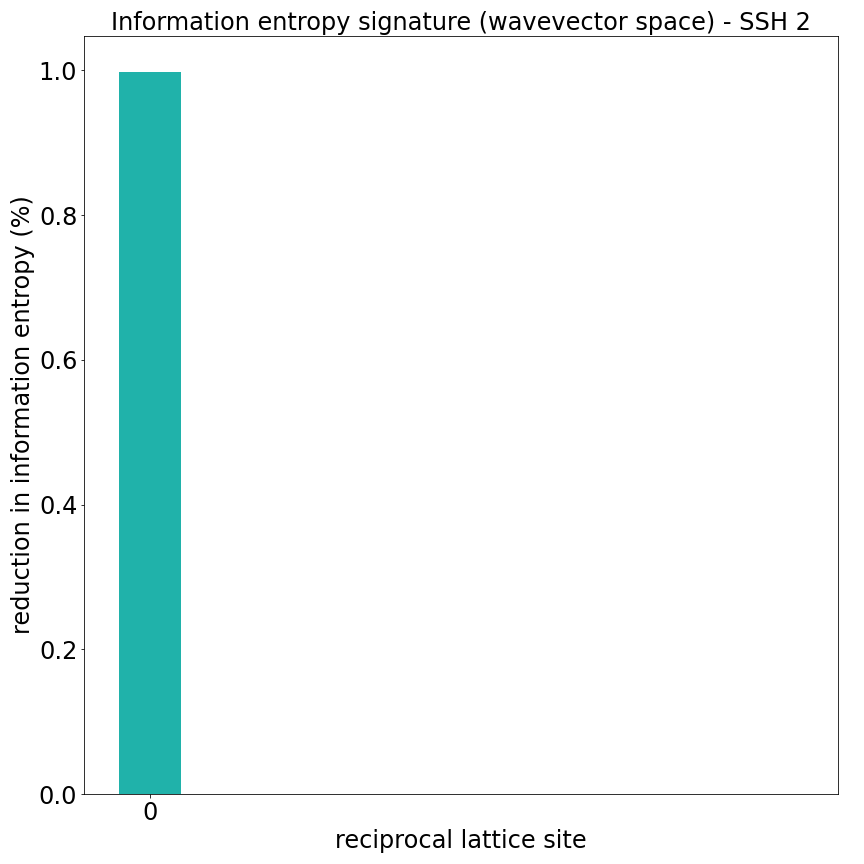 Information entropy signature (wavevector space) - SSH 2
reduction in information entropy (%)
1.0
0.8
0.6
0.4
0.2
0.0
0
reciprocal lattice site